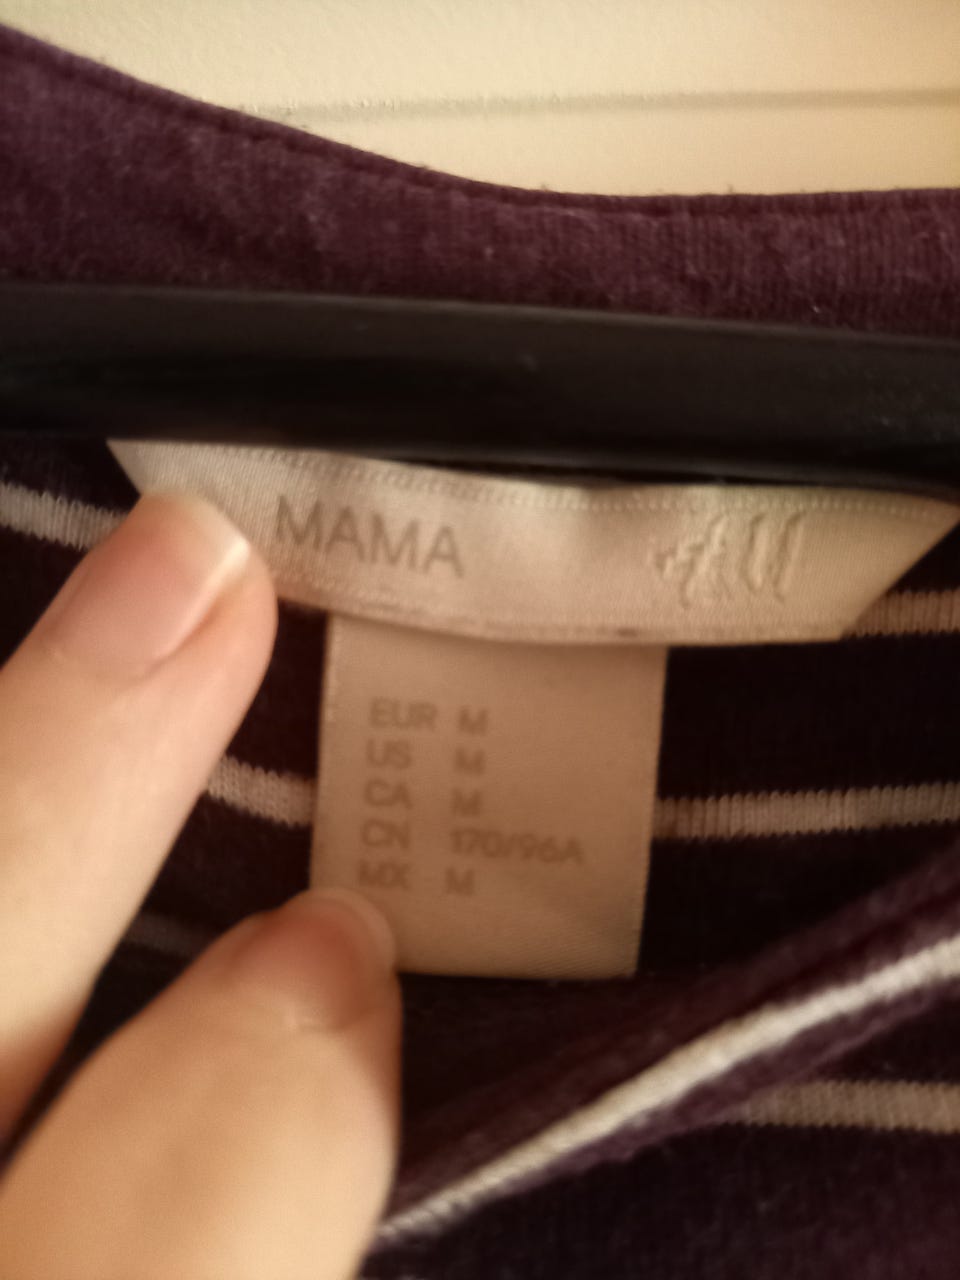 MAMA H&M
EUR M
US M
CA M
CN 170/96A
MX M